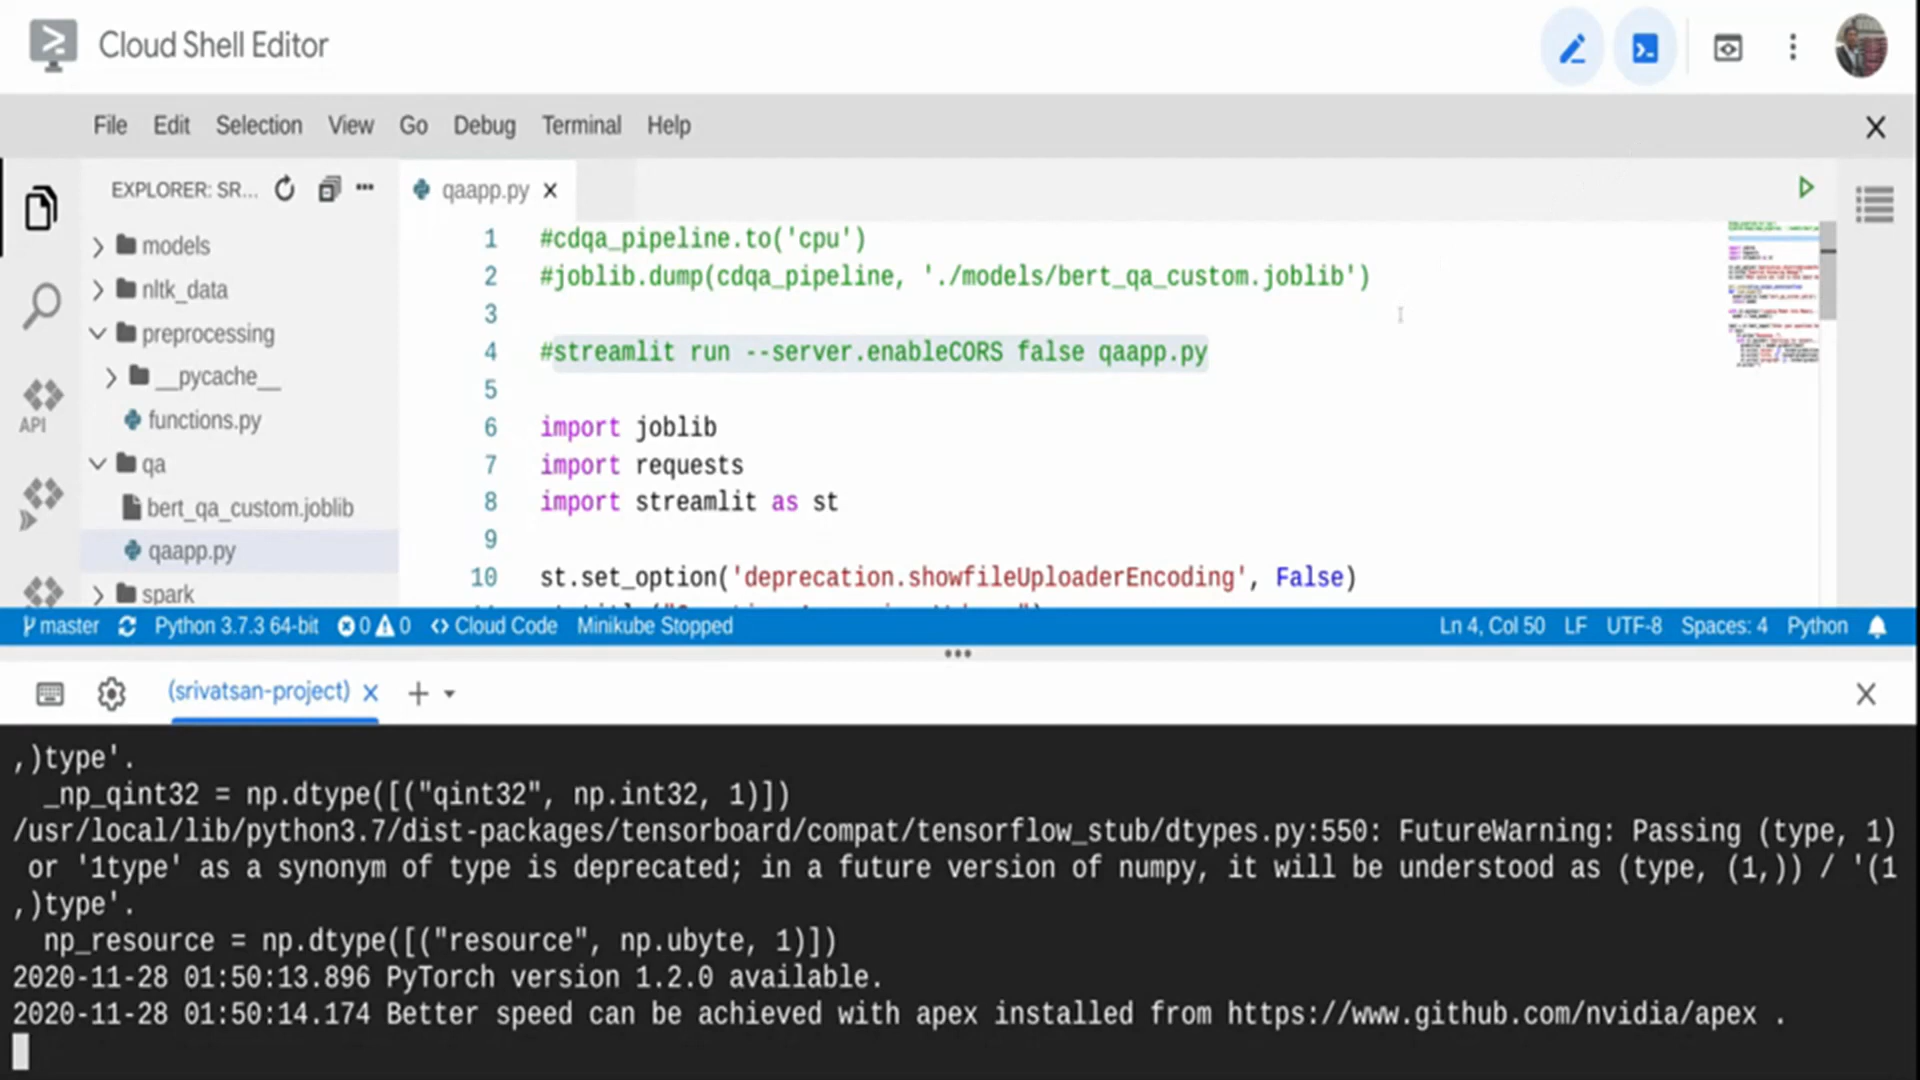 Cloud Shell Editor
File Edit Selection View Go Debug Terminal Help
EXPLORER: SR...
qaapp.py
models
nltk_data
preprocessing
__pycache__
functions.py
qa
bert_qa_custom.joblib
qaapp.py
spark
API
1 #cdqa_pipeline.to('cpu')
2 #joblib.dump(cdqa_pipeline, './models/bert_qa_custom.joblib')
3
4 #streamlit run --server.enableCORS false qaapp.py
5
6 import joblib
7 import requests
8 import streamlit as st
9
10 st.set_option('deprecation.showfileUploaderEncoding', False)
master Python 3.7.3 64-bit 0 0 <> Cloud Code Minikube Stopped Ln 4, Col 50 LF UTF-8 Spaces: 4 Python
(srivatsan-project)
,)type'.
_np_qint32 = np.dtype([("qint32", np.int32, 1)])
/usr/local/lib/python3.7/dist-packages/tensorboard/compat/tensorflow_stub/dtypes.py:550: FutureWarning: Passing (type, 1)
or '1type' as a synonym of type is deprecated; in a future version of numpy, it will be understood as (type, (1,)) / '(1
,)type'.
np_resource = np.dtype([("resource", np.ubyte, 1)])
2020-11-28 01:50:13.896 PyTorch version 1.2.0 available.
2020-11-28 01:50:14.174 Better speed can be achieved with apex installed from https://www.github.com/nvidia/apex .